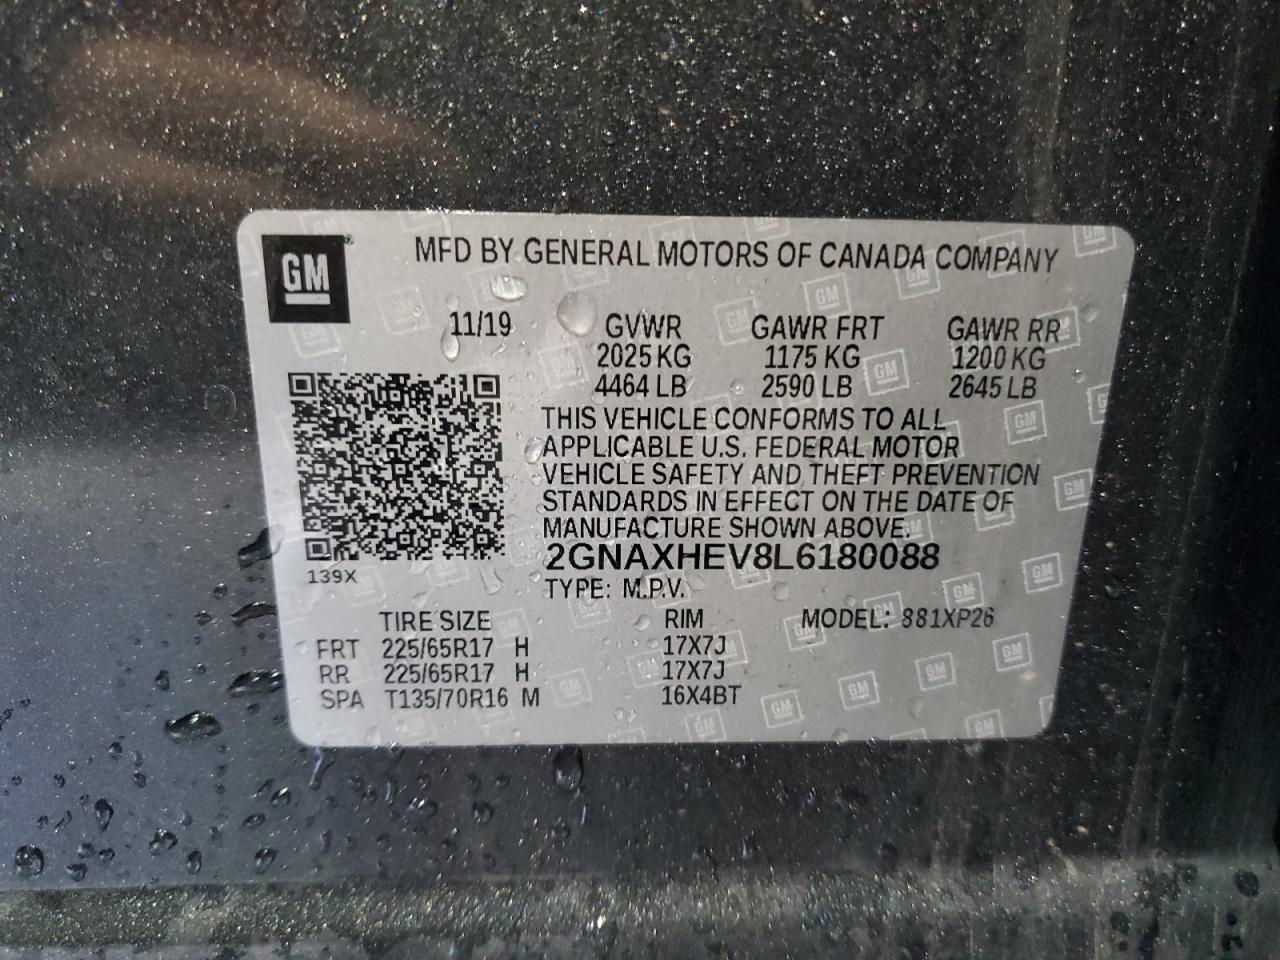 GM
MFD BY GENERAL MOTORS OF CANADA COMPANY
11/19 GVWR GAWR FRT GAWR RR
2025 KG 1175 KG 1200 KG
4464 LB 2590 LB 2645 LB
THIS VEHICLE CONFORMS TO ALL
APPLICABLE U.S. FEDERAL MOTOR
VEHICLE SAFETY AND THEFT PREVENTION
STANDARDS IN EFFECT ON THE DATE OF
MANUFACTURE SHOWN ABOVE.
2GNAXHEV8L6180088
139X
TYPE: M.P.V.
TIRE SIZE RIM MODEL: 881XP26
FRT 225/65R17 H 17X7J
RR 225/65R17 H 17X7J
SPA T135/70R16 M 16X4BT